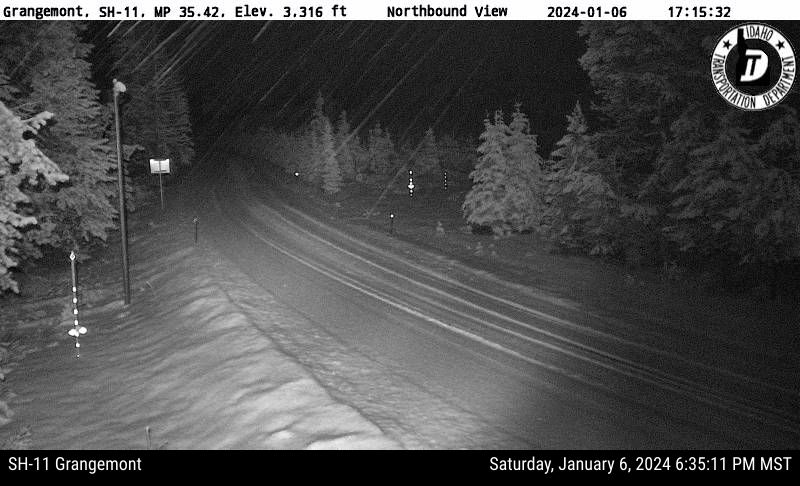 Grangemont, SH-11, MP 35.42, Elev. 3,316 ft Northbound View 2024-01-06 17:15:32
IDAHO
TRANSPORTATION DEPARTMENT
SH-11 Grangemont Saturday, January 6, 2024 6:35:11 PM MST